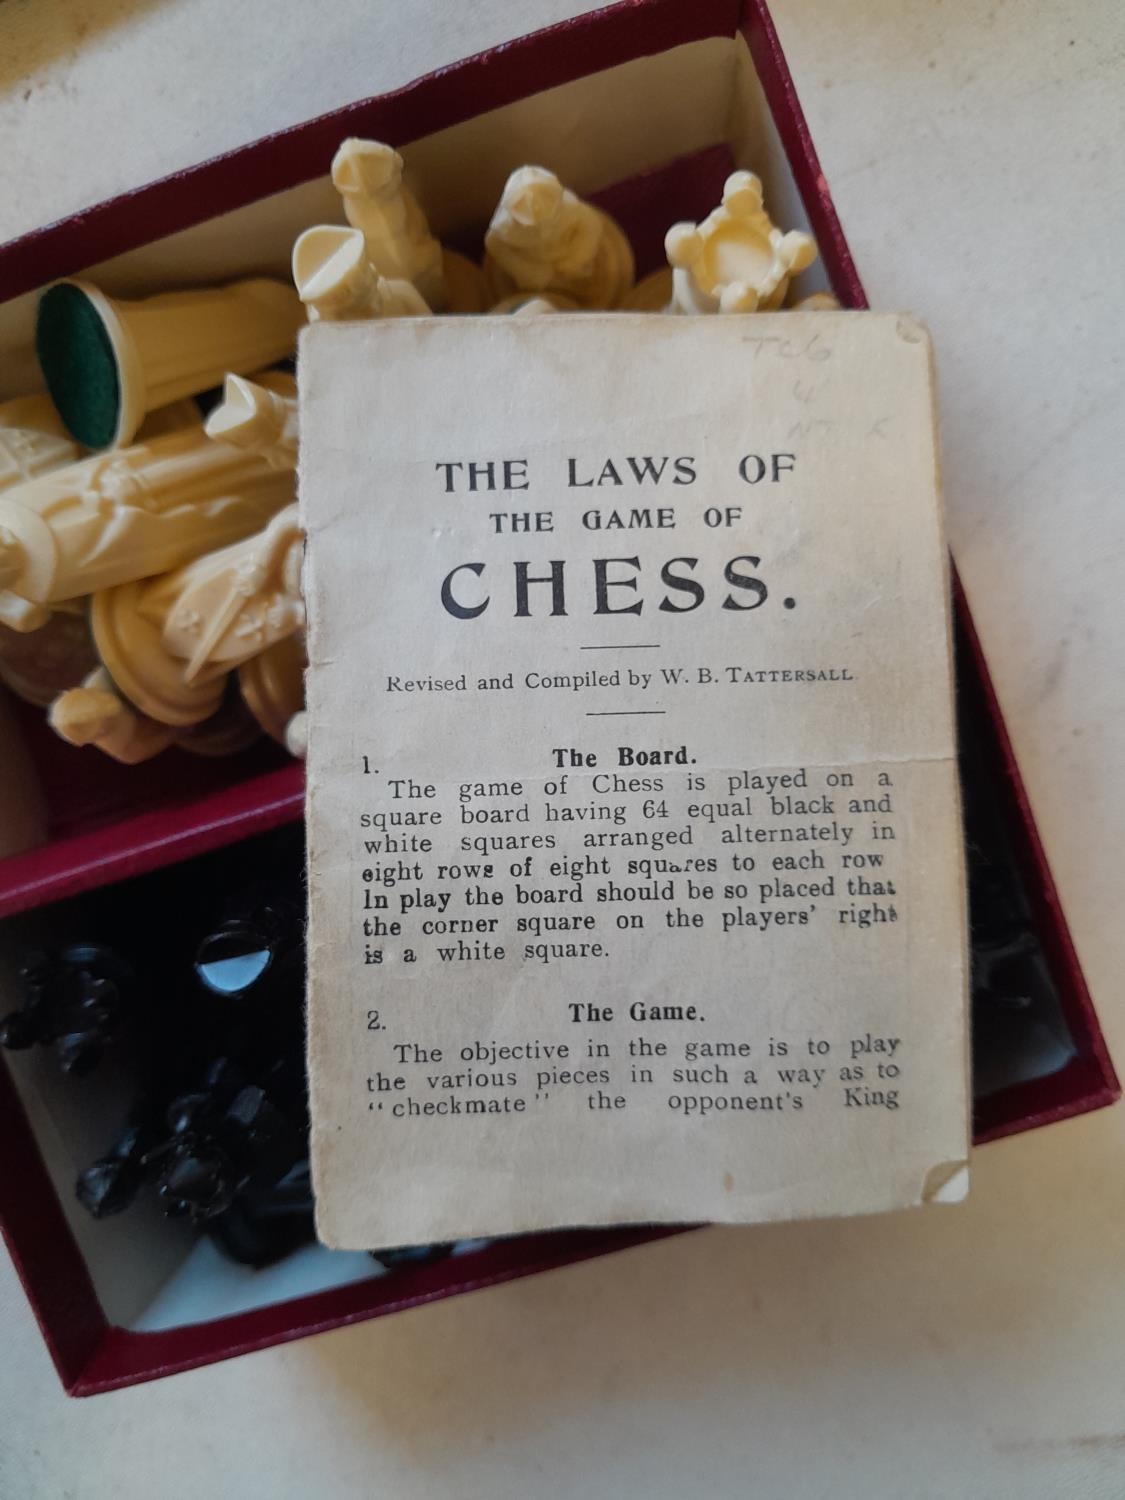 THE LAWS OF
THE GAME OF
CHESS.
Revised and Compiled by W. B. TATTERSALL
1. The Board.
The game of Chess is played on a
square board having 64 equal black and
white squares arranged alternately in
eight rows of eight squares to each row
In play the board should be so placed that
the corner square on the players' right
is a white square.
2. The Game.
The objective in the game is to play
the various pieces in such a way as to
“checkmate” the opponent's King